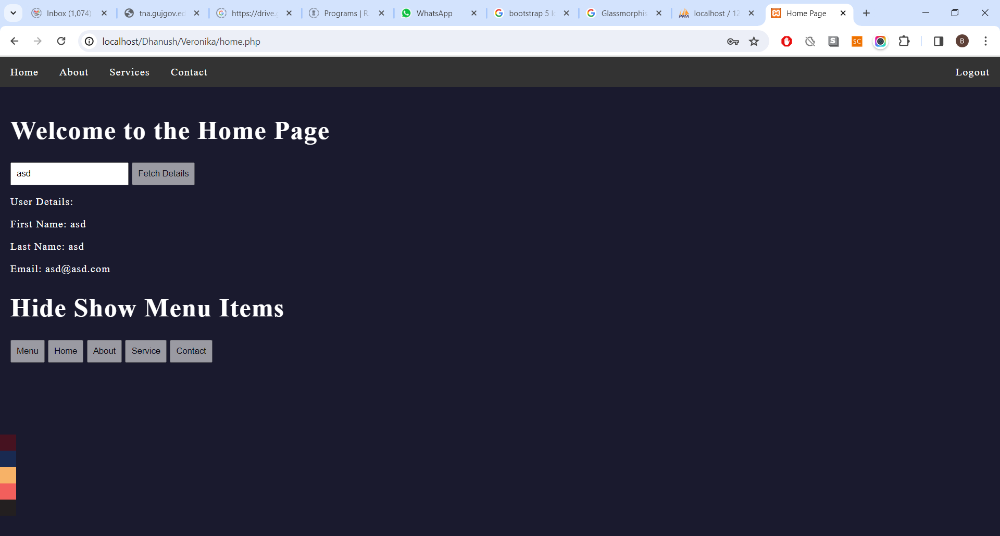 Inbox (1,074)
tna.gujgov.ed
https://drive.g
Programs | R.
WhatsApp
bootstrap 5 lo
Glassmorphis
localhost / 12
Home Page
localhost/Dhanush/Veronika/home.php
SC
B
Home About Services Contact Logout
Welcome to the Home Page
asd Fetch Details
User Details:
First Name: asd
Last Name: asd
Email: asd@asd.com
Hide Show Menu Items
Menu Home About Service Contact